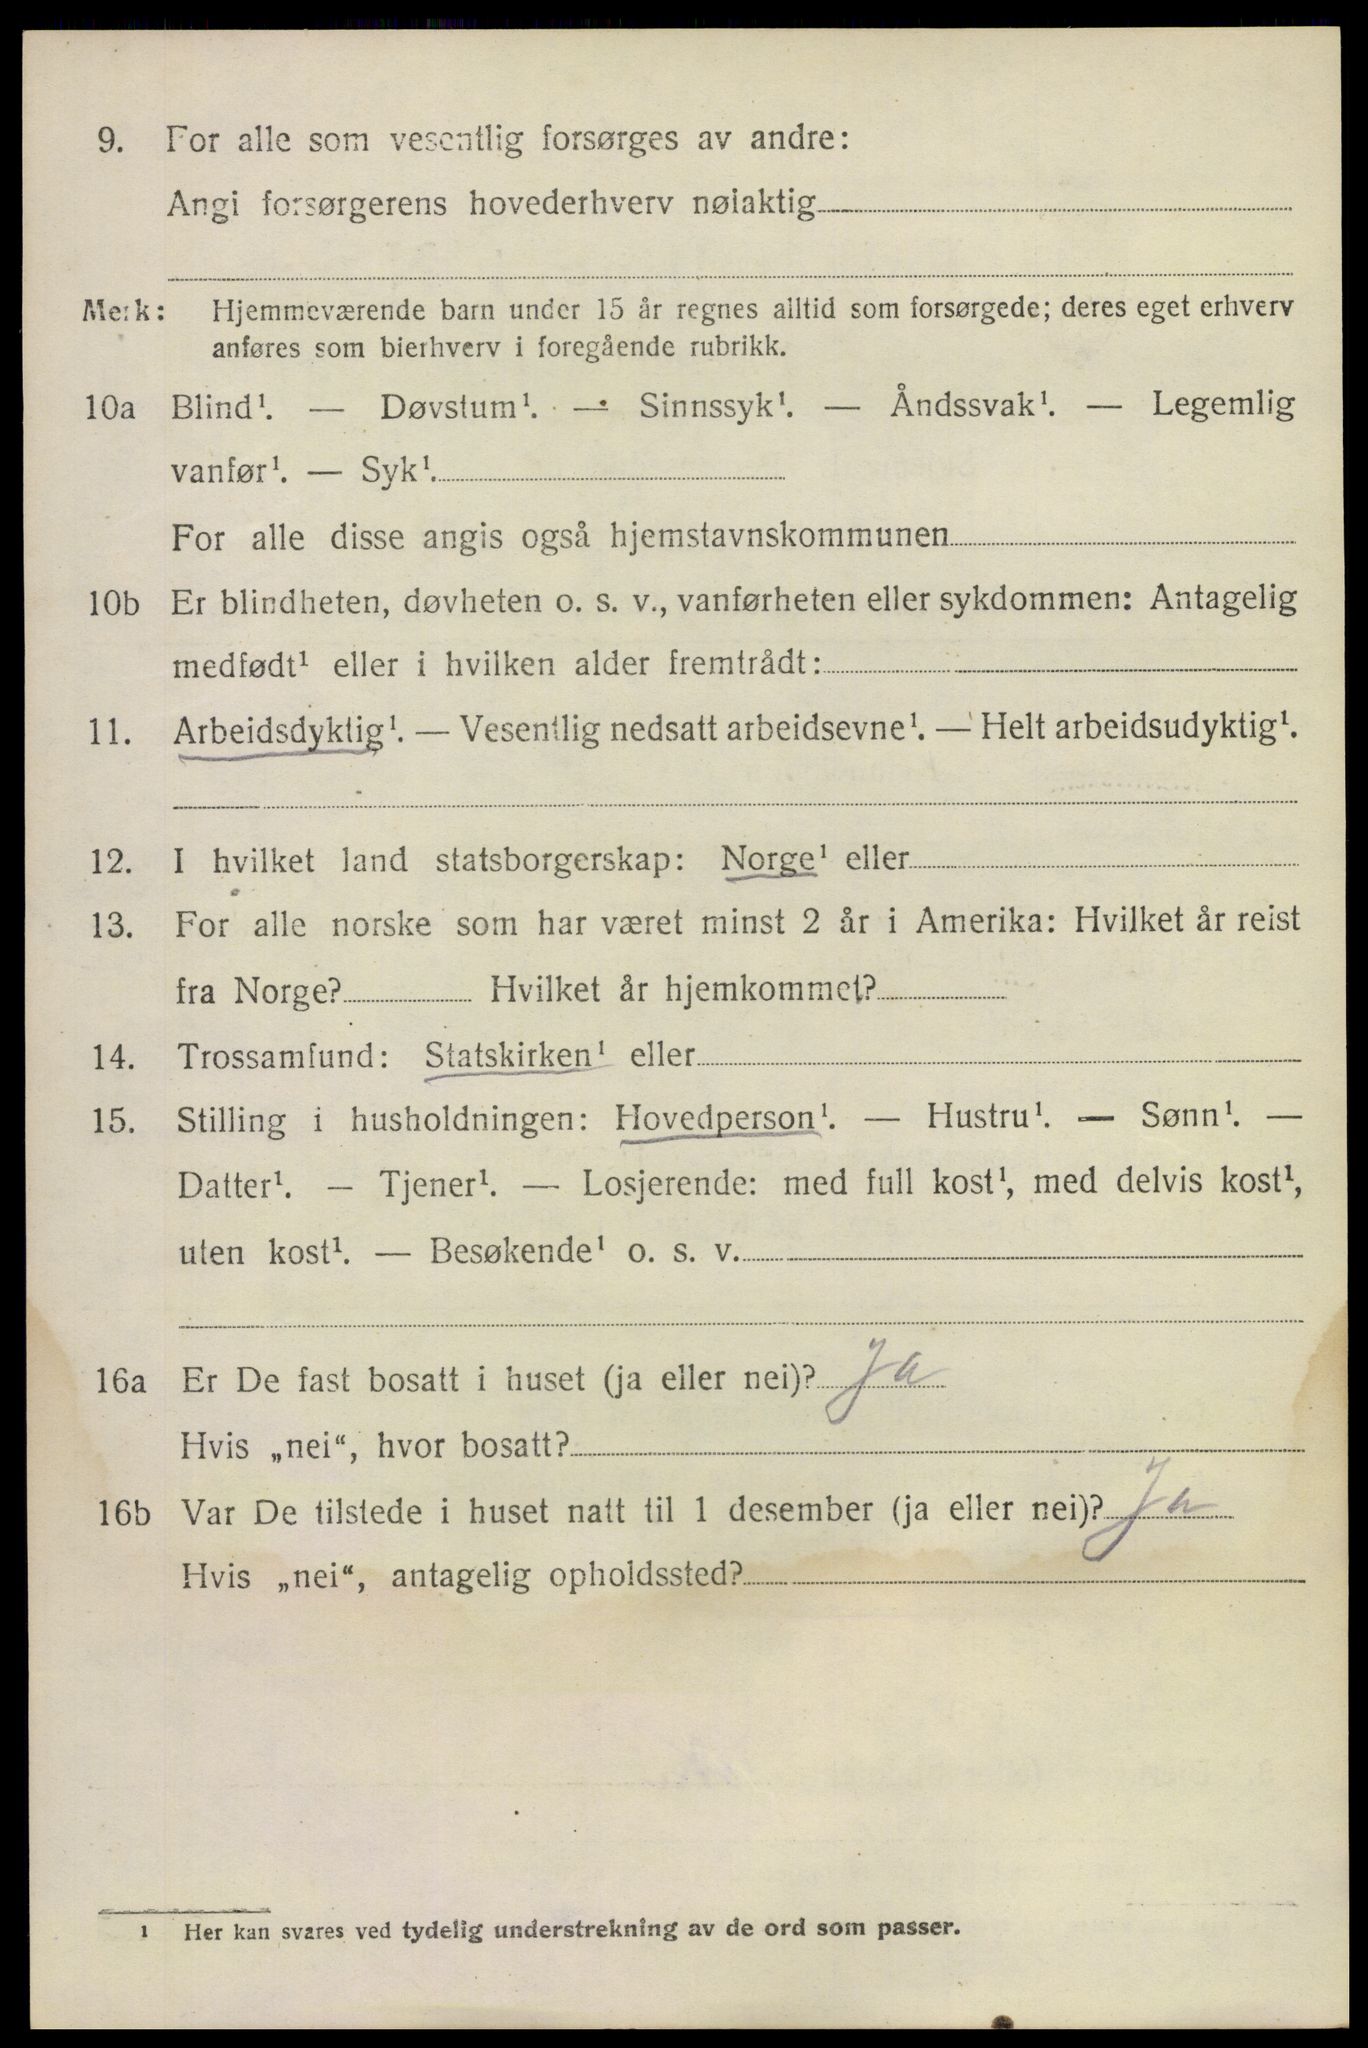 9. For alle som vesentlig forsørges av andre:
Angi forsørgerens hovederhverv nøiaktig
Merk: Hjemmeværende barn under 15 år regnes alltid som forsørgede; deres eget erhverv
anføres som bierhverv i foregående rubrikk.
10a Blind¹. — Døvstum¹. — Sinnssyk¹. — Åndssvak¹. — Legemlig
vanfør¹. — Syk¹.
For alle disse angis også hjemstavnskommunen
10b Er blindheten, døvheten o. s. v., vanførheten eller sykdommen: Antagelig
medfødt¹ eller i hvilken alder fremtrådt:
11. Arbeidsdyktig¹. — Vesentlig nedsatt arbeidsevne¹. — Helt arbeidsudyktig¹.
12. I hvilket land statsborgerskap: Norge¹ eller
13. For alle norske som har været minst 2 år i Amerika: Hvilket år reist
fra Norge? Hvilket år hjemkommet?
14. Trossamfund: Statskirken¹ eller
15. Stilling i husholdningen: Hovedperson¹. — Hustru¹. — Sønn¹. —
Datter¹. — Tjener¹. — Losjerende: med full kost¹, med delvis kost¹,
uten kost¹. — Besøkende¹ o. s. v.
16a Er De fast bosatt i huset (ja eller nei)? Ja
Hvis „nei“, hvor bosatt?
16b Var De tilstede i huset natt til 1 desember (ja eller nei)? Ja
Hvis „nei“, antagelig opholdssted?
1 Her kan svares ved tydelig understrekning av de ord som passer.